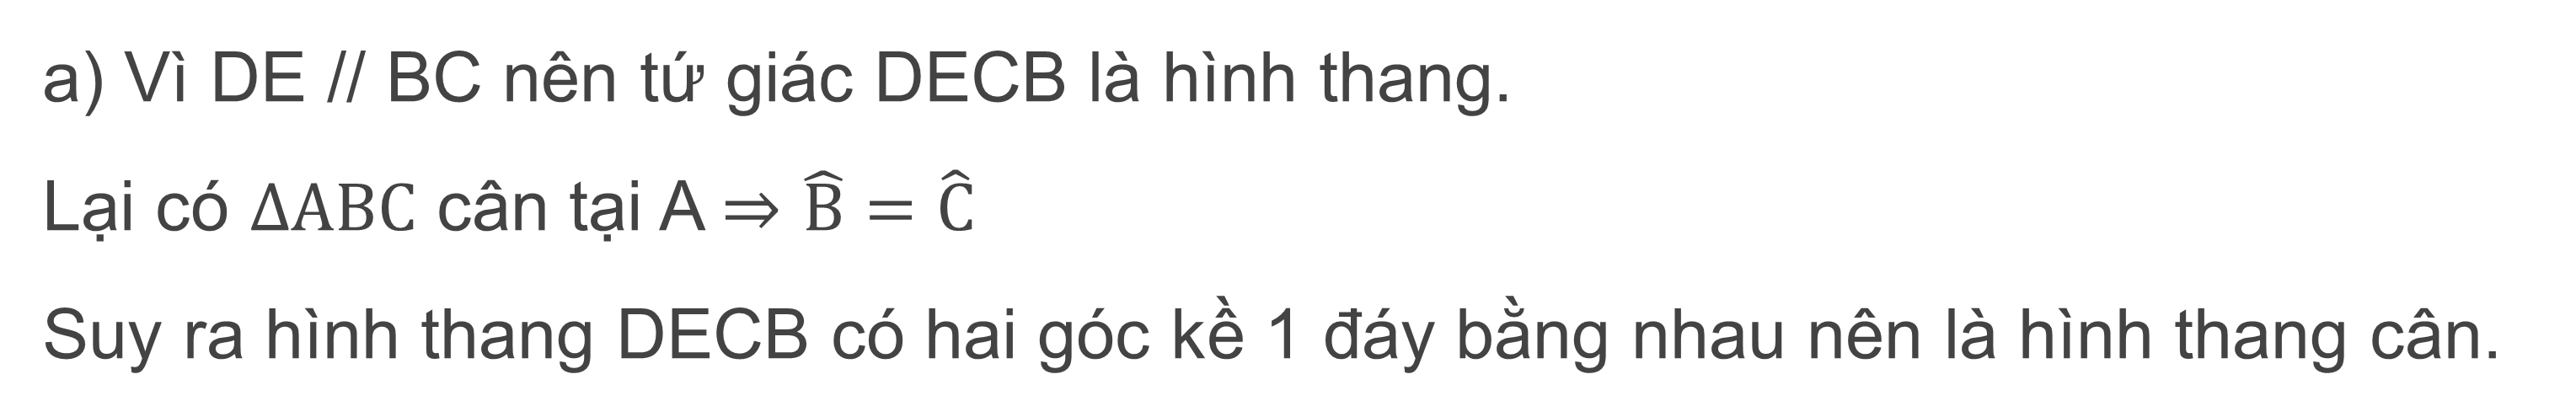 a) Vì DE // BC nên tứ giác DECB là hình thang.
Lại có ΔABC cân tại A ⇒ B̂ = Ĉ
Suy ra hình thang DECB có hai góc kề 1 đáy bằng nhau nên là hình thang cân.